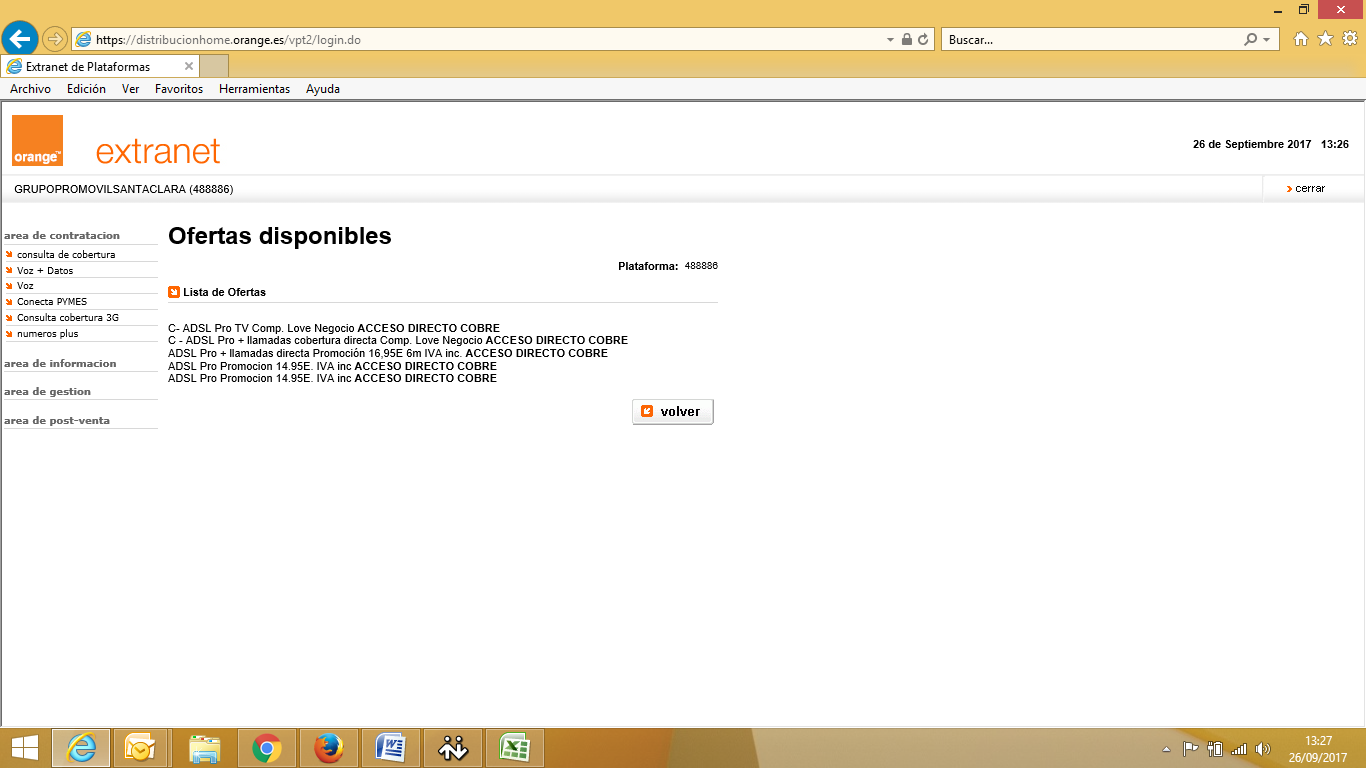 https://distribucionhome.orange.es/vpt2/login.do
Buscar...
Extranet de Plataformas
Archivo Edición Ver Favoritos Herramientas Ayuda
orange™
extranet
26 de Septiembre 2017 13:26
GRUPOPROMOVILSANTACLARA (488886)
cerrar
area de contratacion
consulta de cobertura
Voz + Datos
Voz
Conecta PYMES
Consulta cobertura 3G
numeros plus
area de informacion
area de gestion
area de post-venta
Ofertas disponibles
Plataforma: 488886
Lista de Ofertas
C- ADSL Pro TV Comp. Love Negocio ACCESO DIRECTO COBRE
C - ADSL Pro + llamadas cobertura directa Comp. Love Negocio ACCESO DIRECTO COBRE
ADSL Pro + llamadas directa Promoción 16,95E 6m IVA inc. ACCESO DIRECTO COBRE
ADSL Pro Promocion 14.95E. IVA inc ACCESO DIRECTO COBRE
ADSL Pro Promocion 14.95E. IVA inc ACCESO DIRECTO COBRE
volver
13:27
26/09/2017